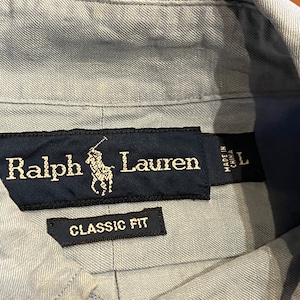 Ralph Lauren
MADE IN
CHINA
L
CLASSIC FIT